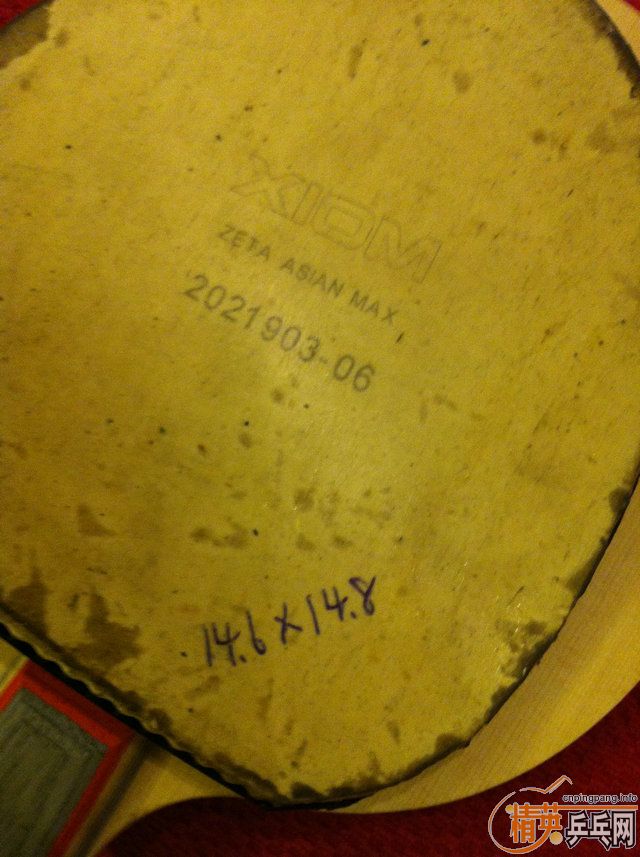 XIOM
ZETA ASIAN MAX
2021903-06
14.6 x 14.8
cnpingpang.info
精英乒乓网